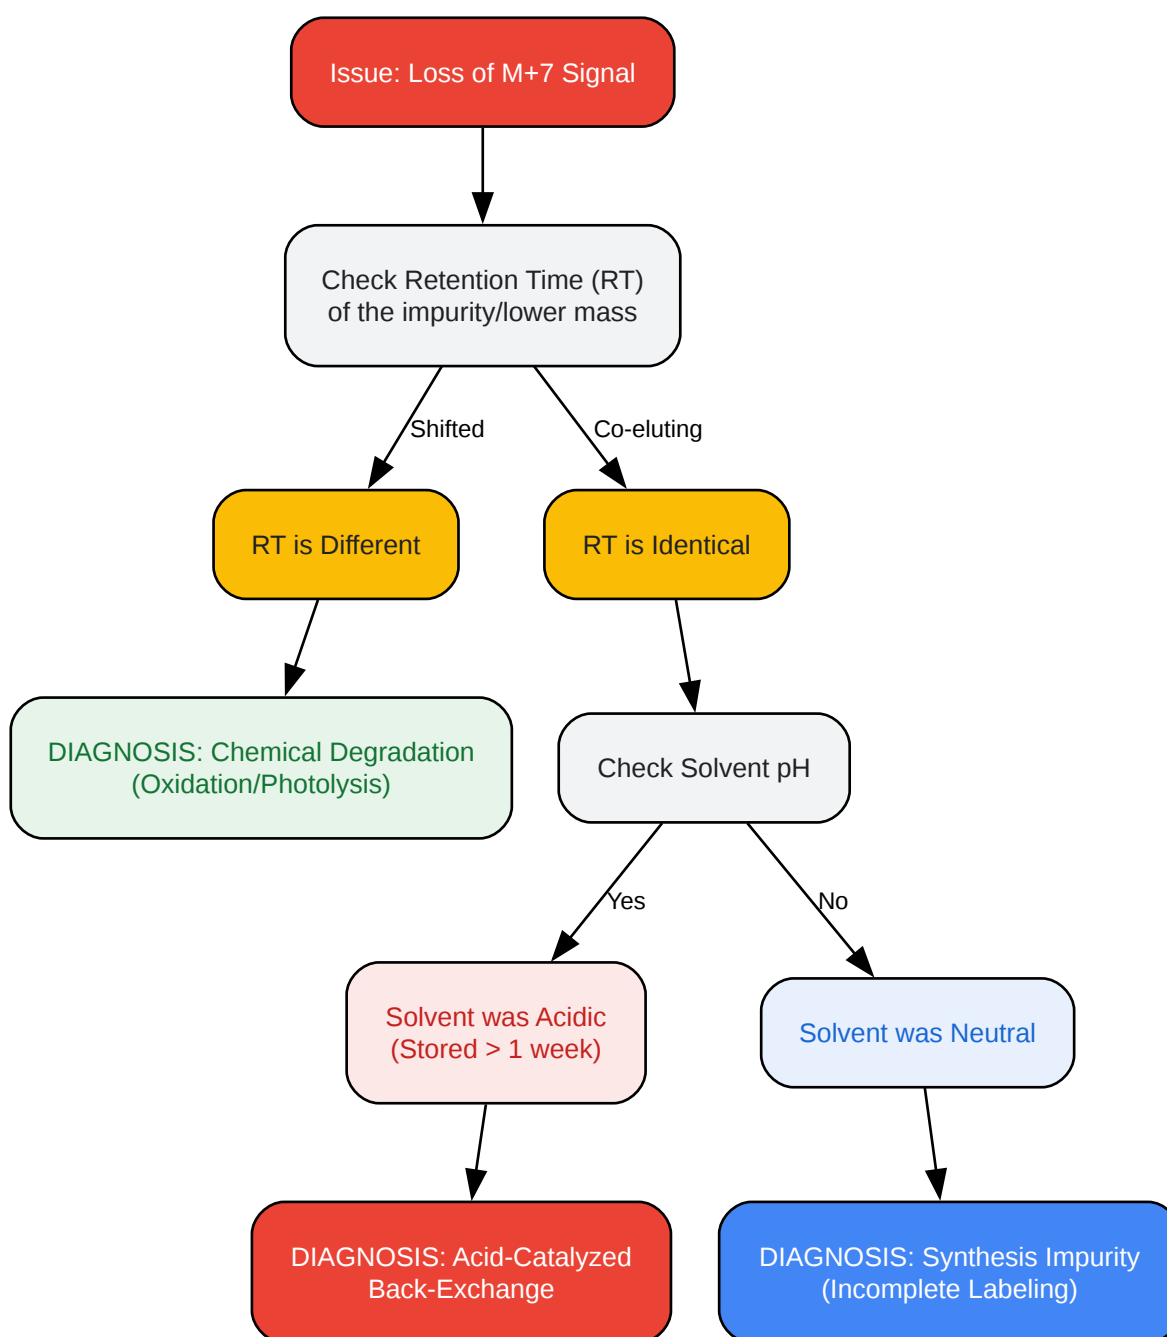 Issue: Loss of M+7 Signal
Check Retention Time (RT)
of the impurity/lower mass
Shifted
Co-eluting
RT is Different
RT is Identical
DIAGNOSIS: Chemical Degradation
(Oxidation/Photolysis)
Check Solvent pH
Yes
No
Solvent was Acidic
(Stored > 1 week)
Solvent was Neutral
DIAGNOSIS: Acid-Catalyzed
Back-Exchange
DIAGNOSIS: Synthesis Impurity
(Incomplete Labeling)